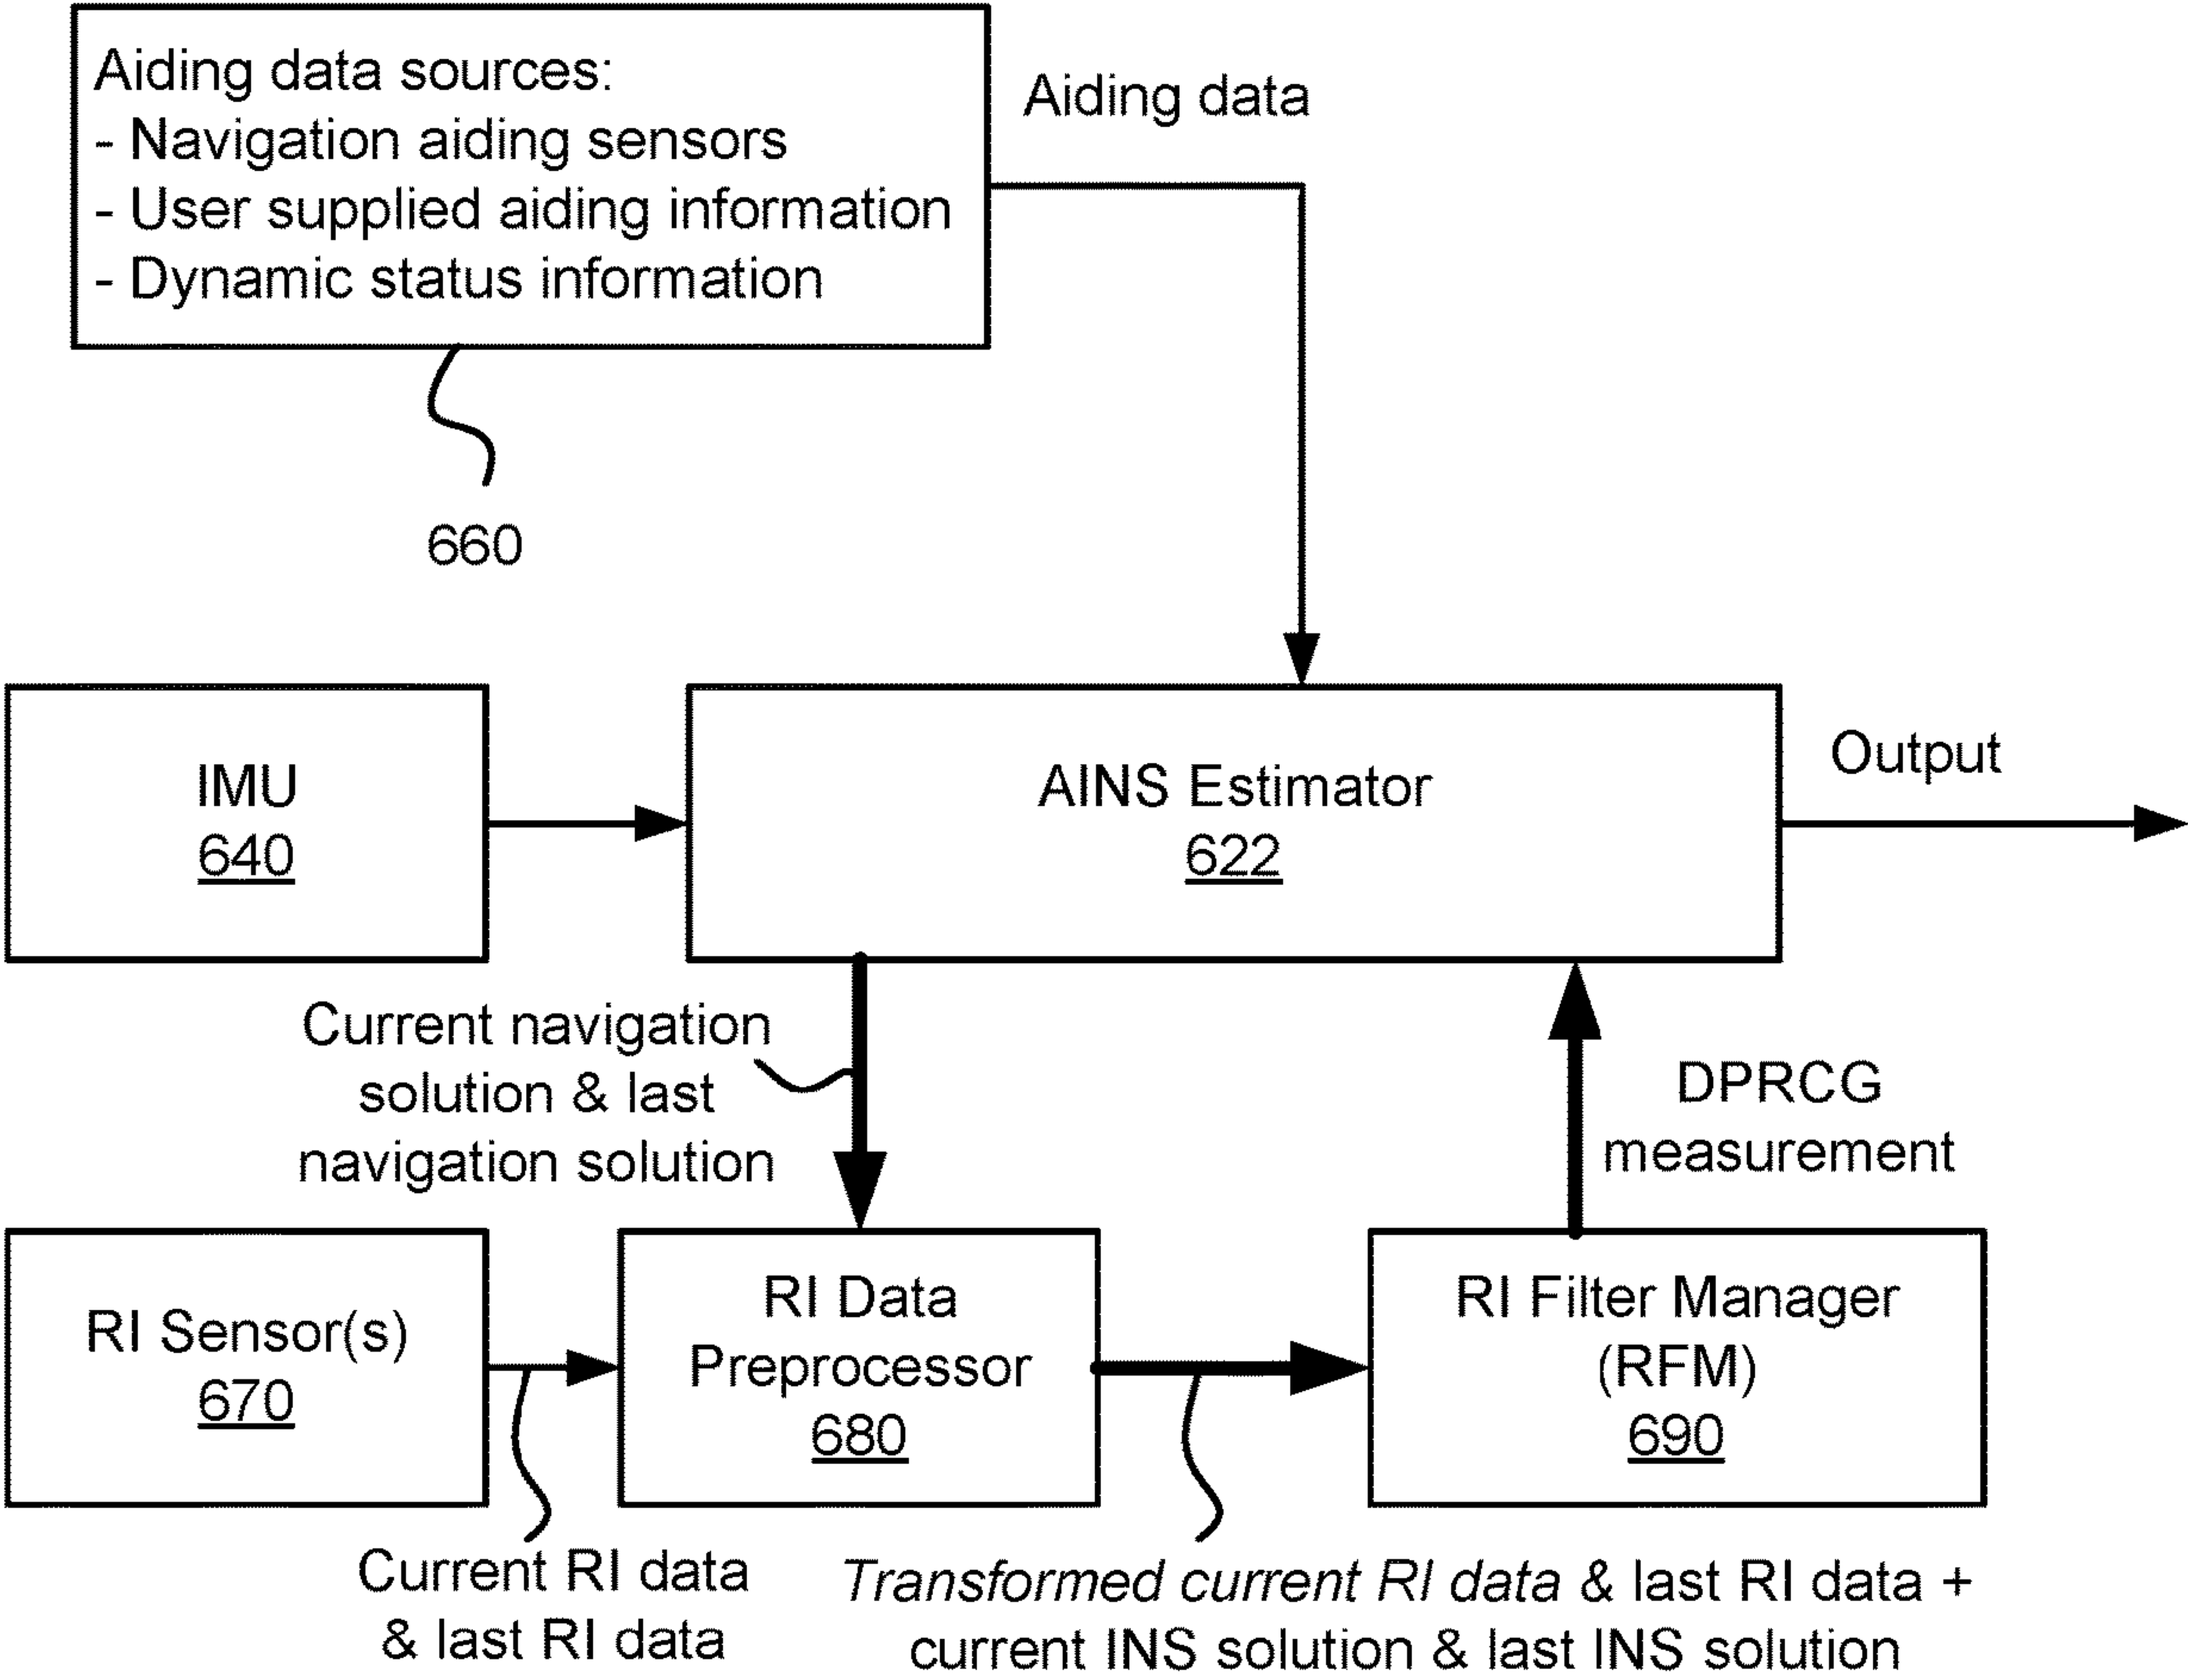 Aiding data sources:
- Navigation aiding sensors
- User supplied aiding information
- Dynamic status information
Aiding data
660
IMU
640
AINS Estimator
622
Output
Current navigation
solution & last
navigation solution
DPRCG
measurement
RI Sensor(s)
670
RI Data
Preprocessor
680
RI Filter Manager
(RFM)
690
Current RI data
& last RI data
Transformed current RI data & last RI data +
current INS solution & last INS solution